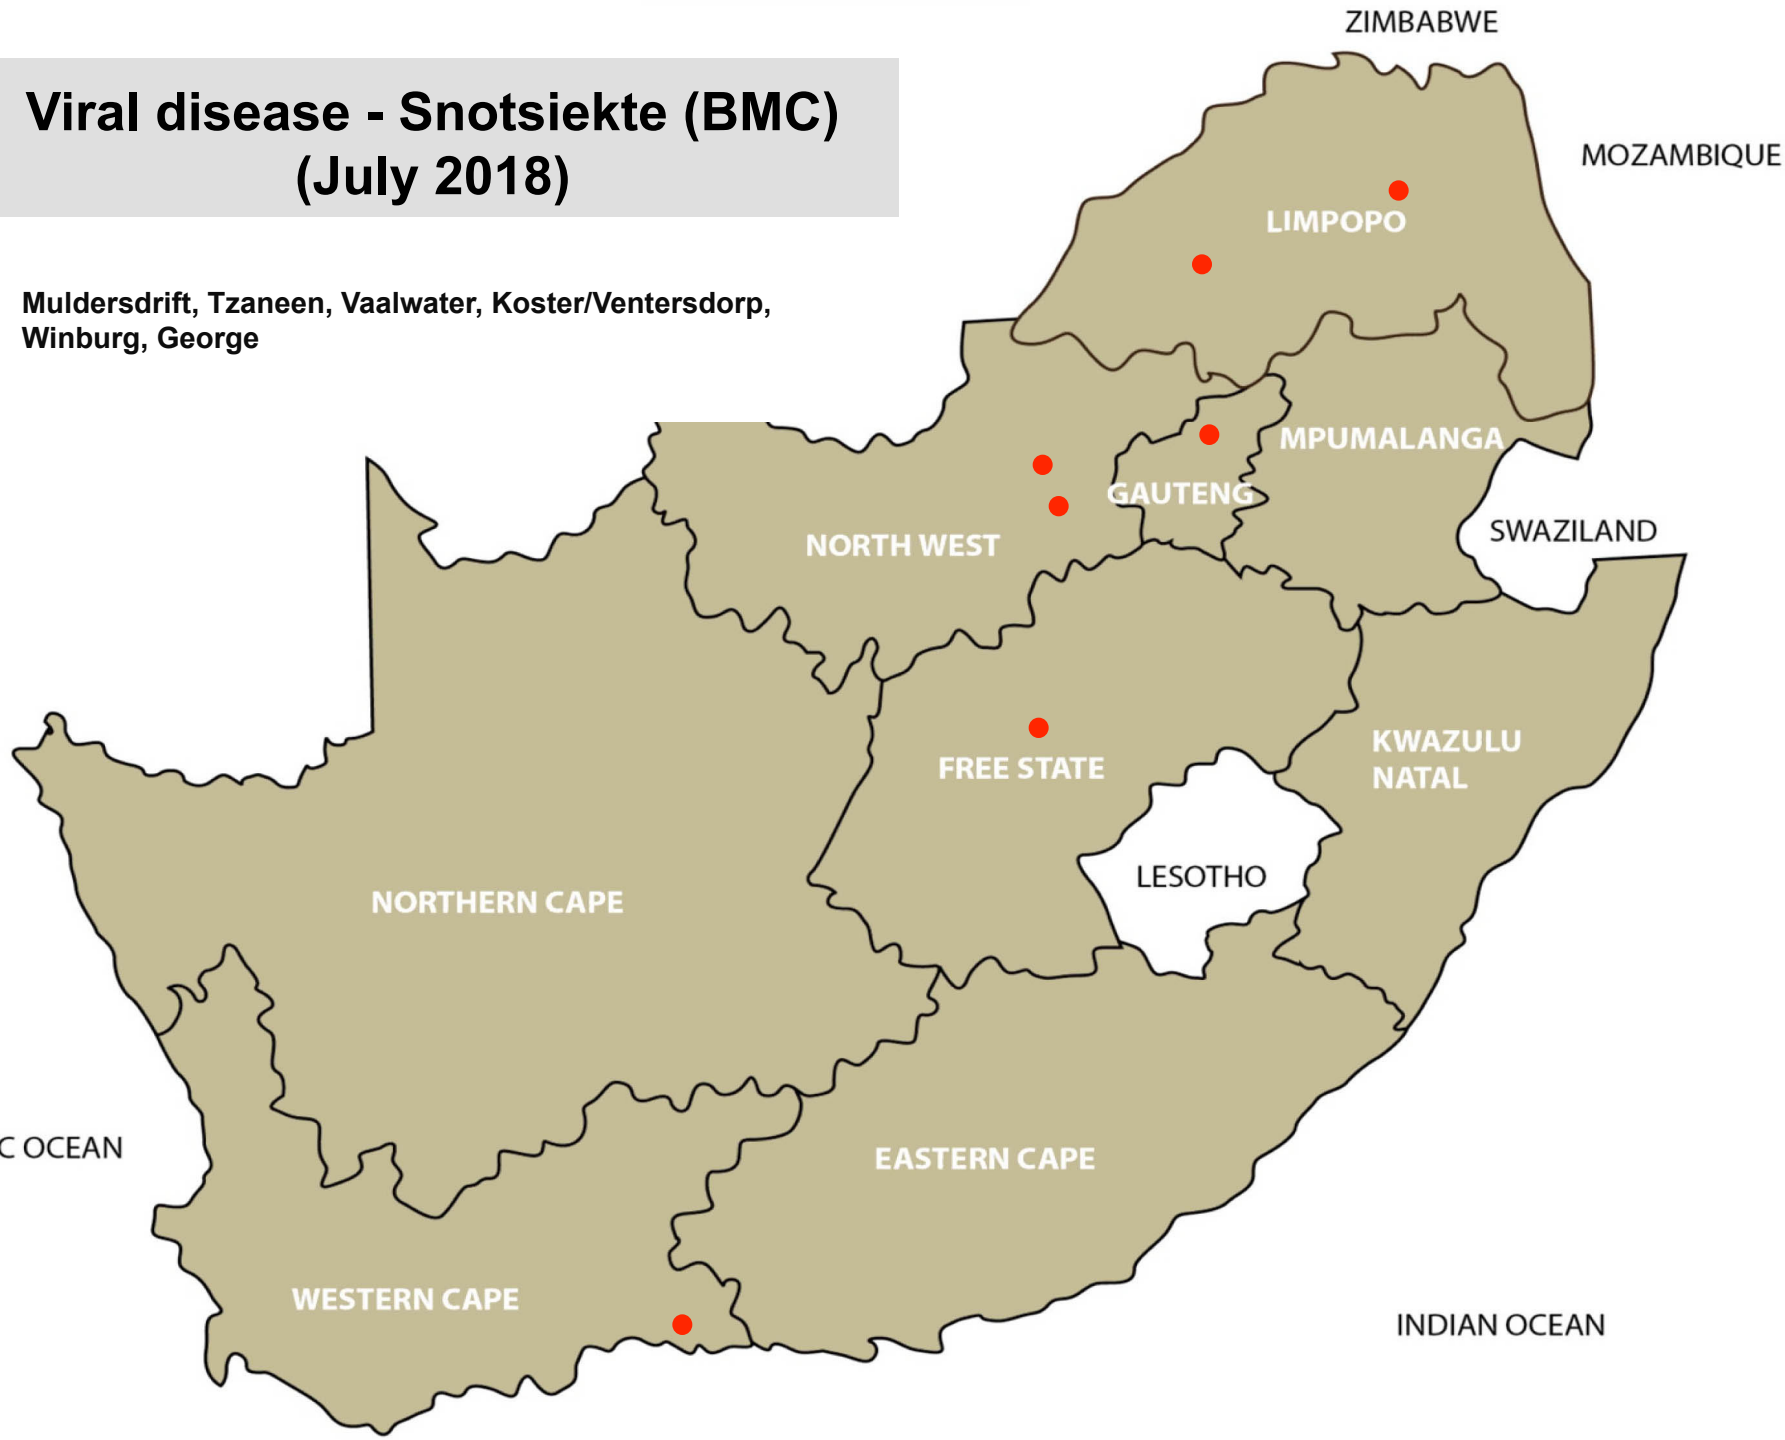 ZIMBABWE
Viral disease - Snotsiekte (BMC)
(July 2018)
MOZAMBIQUE
LIMPOPO
Muldersdrift, Tzaneen, Vaalwater, Koster/Ventersdorp,
Winburg, George
MPUMALANGA
GAUTENG
SWAZILAND
NORTH WEST
KWAZULU
NATAL
FREE STATE
LESOTHO
NORTHERN CAPE
C OCEAN
EASTERN CAPE
WESTERN CAPE
INDIAN OCEAN